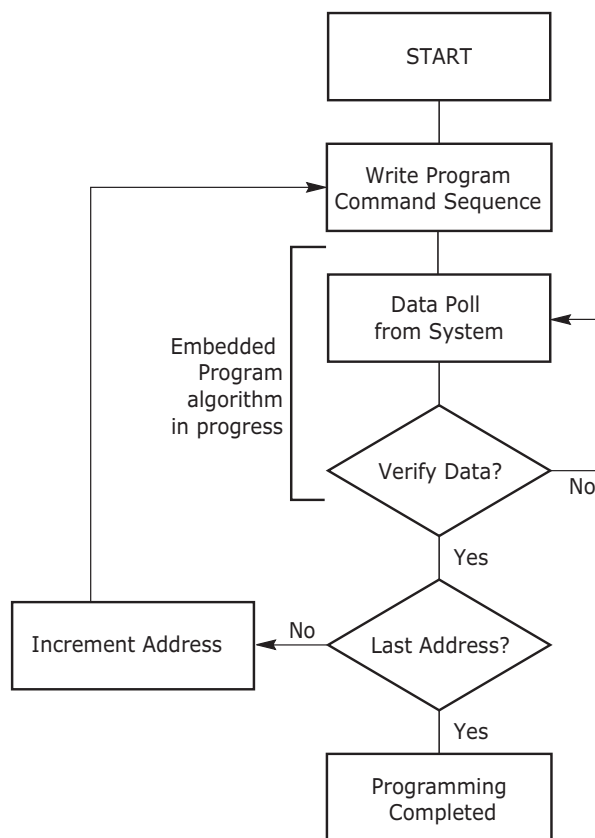 START
Write Program
Command Sequence
Data Poll
from System
Embedded
Program
algorithm
in progress
Verify Data?
No
Yes
Increment Address
No
Last Address?
Yes
Programming
Completed